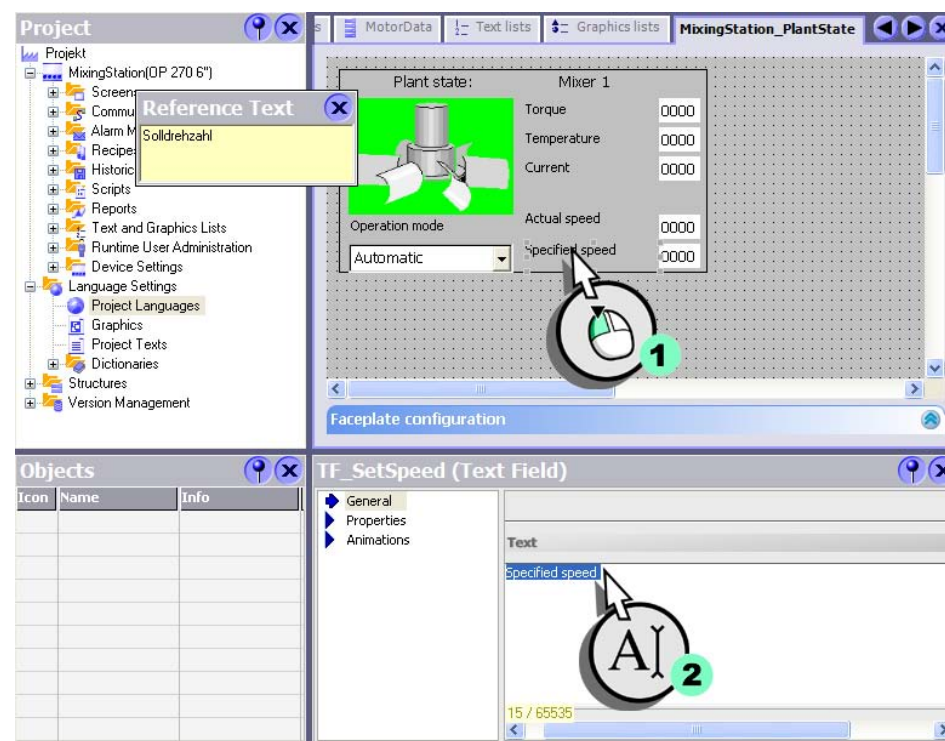 Project
Projekt
MixingStation(OP 270 6")
Screen
Commu
Alarm M
Recipe
Historic
Scripts
Reports
Text and Graphics Lists
Runtime User Administration
Device Settings
Language Settings
Project Languages
Graphics
Project Texts
Dictionaries
Structures
Version Management
Reference Text
Solldrehzahl
s MotorData Text lists Graphics lists MixingStation_PlantState
Plant state: Mixer 1
Torque 0000
Temperature 0000
Current 0000
Actual speed 0000
Operation mode
Specified speed 0000
Automatic
1
Faceplate configuration
Objects
Icon Name Info
TF_SetSpeed (Text Field)
General
Properties
Animations
Text
Specified speed
A
2
15 / 65535